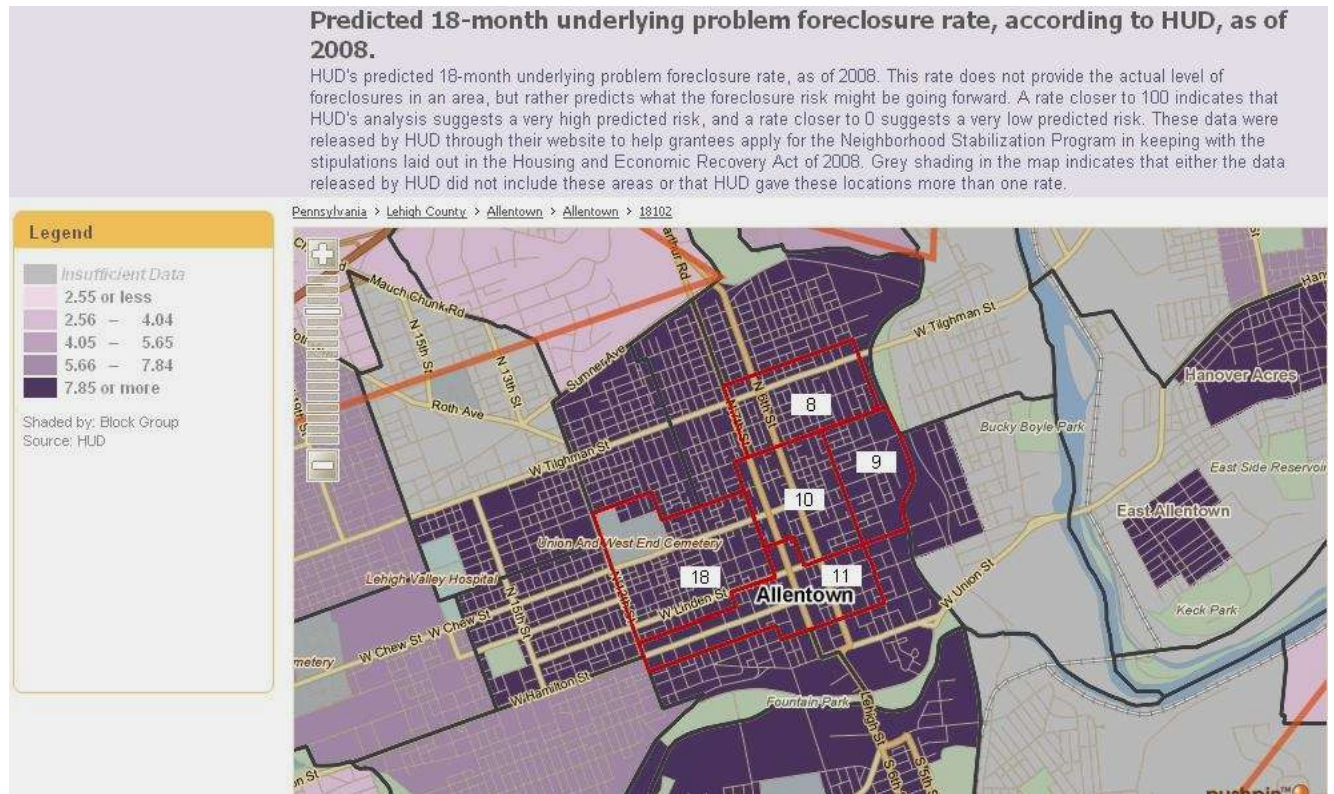 Predicted 18-month underlying problem foreclosure rate, according to HUD, as of
2008.
HUD's predicted 18-month underlying problem foreclosure rate, as of 2008. This rate does not provide the actual level of
foreclosures in an area, but rather predicts what the foreclosure risk might be going forward. A rate closer to 100 indicates that
HUD's analysis suggests a very high predicted risk, and a rate closer to 0 suggests a very low predicted risk. These data were
released by HUD through their website to help grantees apply for the Neighborhood Stabilization Program in keeping with the
stipulations laid out in the Housing and Economic Recovery Act of 2008. Grey shading in the map indicates that either the data
released by HUD did not include these areas or that HUD gave these locations more than one rate.
Pennsylvania > Lehigh County > Allentown > Allentown > 18102
Legend
Insufficient Data
2.55 or less
2.56 – 4.04
4.05 – 5.65
5.66 – 7.84
7.85 or more
Shaded by: Block Group
Source: HUD
Mauch Chunk Rd
N 15th St
N 13th St
Sumner Ave
Roth Ave
W Tilghman St
W Tilghman St
N 7th St
N 6th St
8
9
10
11
18
Hanover Acres
Bucky Boyle Park
East Side Reservoir
East Allentown
Union And West End Cemetery
Lehigh Valley Hospital
N 15th St
N 12th St
W Linden St
Allentown
W Union St
Keck Park
W Chew St
W Chew St
W Hamilton St
Fountain Park
Lehigh St
S 6th St
S 5th St